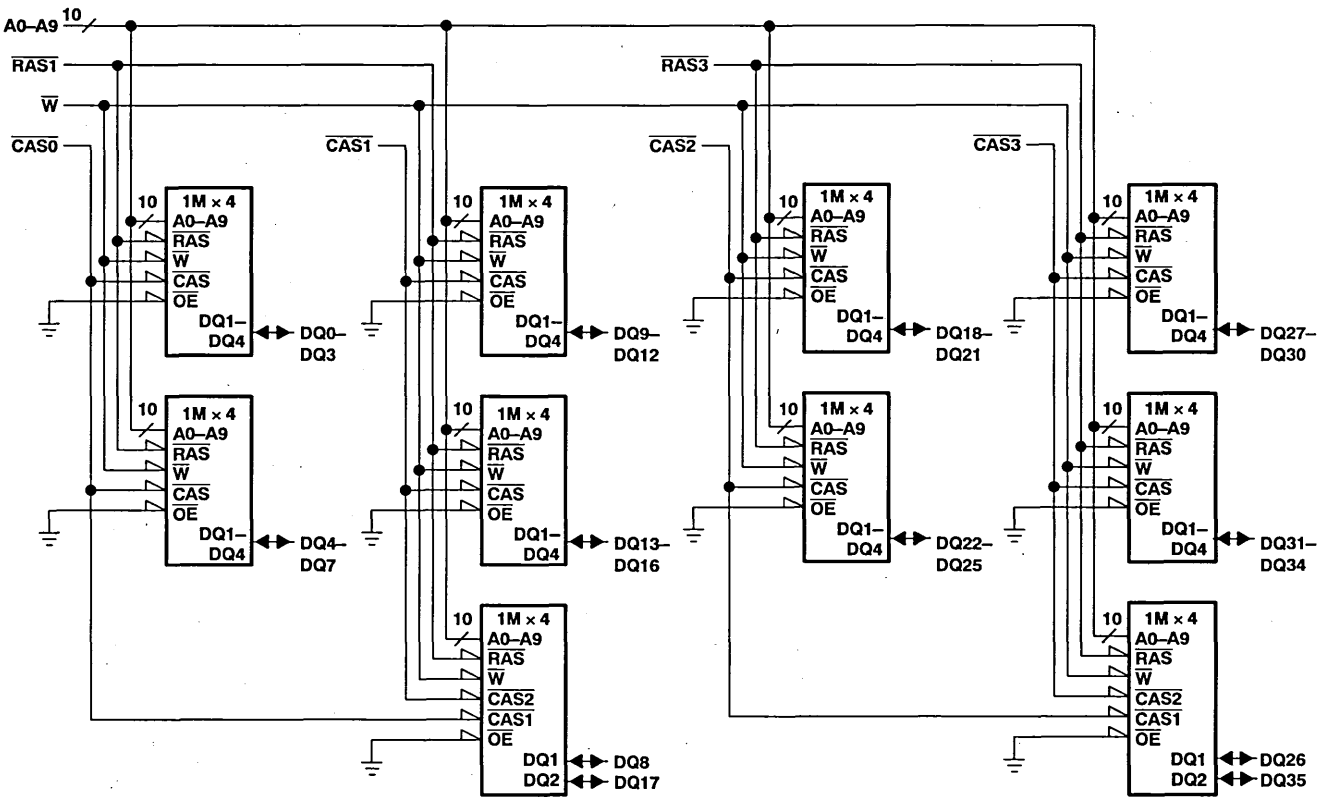 10
A0–A9
RAS1
RAS3
W
CAS0
CAS1
CAS2
CAS3
1M × 4
10
A0–A9
RAS
W
CAS
OE
DQ1–
DQ4
DQ0–
DQ3
1M × 4
10
A0–A9
RAS
W
CAS
OE
DQ1–
DQ4
DQ9–
DQ12
1M × 4
10
A0–A9
RAS
W
CAS
OE
DQ1–
DQ4
DQ18–
DQ21
1M × 4
10
A0–A9
RAS
W
CAS
OE
DQ1–
DQ4
DQ27–
DQ30
1M × 4
10
A0–A9
RAS
W
CAS
OE
DQ1–
DQ4
DQ4–
DQ7
1M × 4
10
A0–A9
RAS
W
CAS
OE
DQ1–
DQ4
DQ13–
DQ16
1M × 4
10
A0–A9
RAS
W
CAS
OE
DQ1–
DQ4
DQ22–
DQ25
1M × 4
10
A0–A9
RAS
W
CAS
OE
DQ1–
DQ4
DQ31–
DQ34
1M × 4
10
A0–A9
RAS
W
CAS2
CAS1
OE
DQ1
DQ8
DQ2
DQ17
1M × 4
10
A0–A9
RAS
W
CAS2
CAS1
OE
DQ1
DQ26
DQ2
DQ35